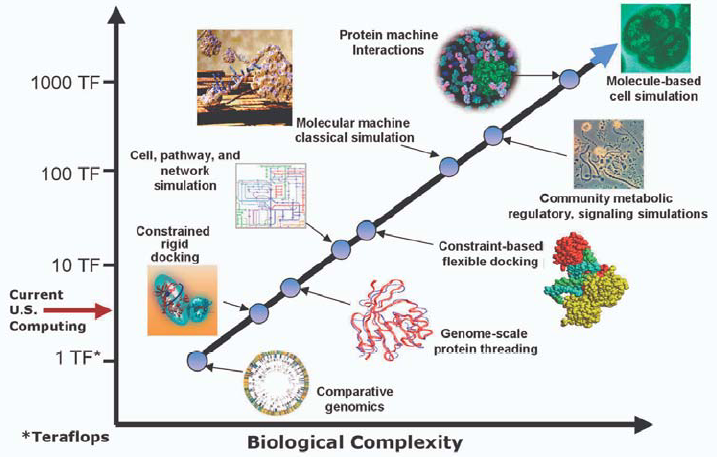 Protein machine
Interactions
1000 TF
Molecule-based
cell simulation
Molecular machine
classical simulation
Cell, pathway, and
network
simulation
100 TF
Community metabolic
regulatory, signaling simulations
Constrained
rigid
docking
Constraint-based
flexible docking
10 TF
Current
U.S.
Computing
Genome-scale
protein threading
1 TF*
Comparative
genomics
*Teraflops
Biological Complexity